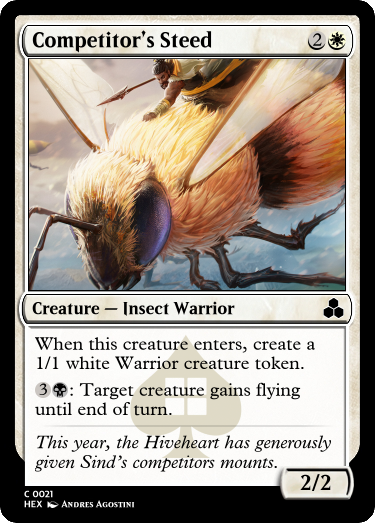 Competitor's Steed 2
Creature — Insect Warrior
When this creature enters, create a
1/1 white Warrior creature token.
3: Target creature gains flying
until end of turn.
This year, the Hiveheart has generously
given Sind's competitors mounts.
2/2
C 0021
HEX Andres Agostini